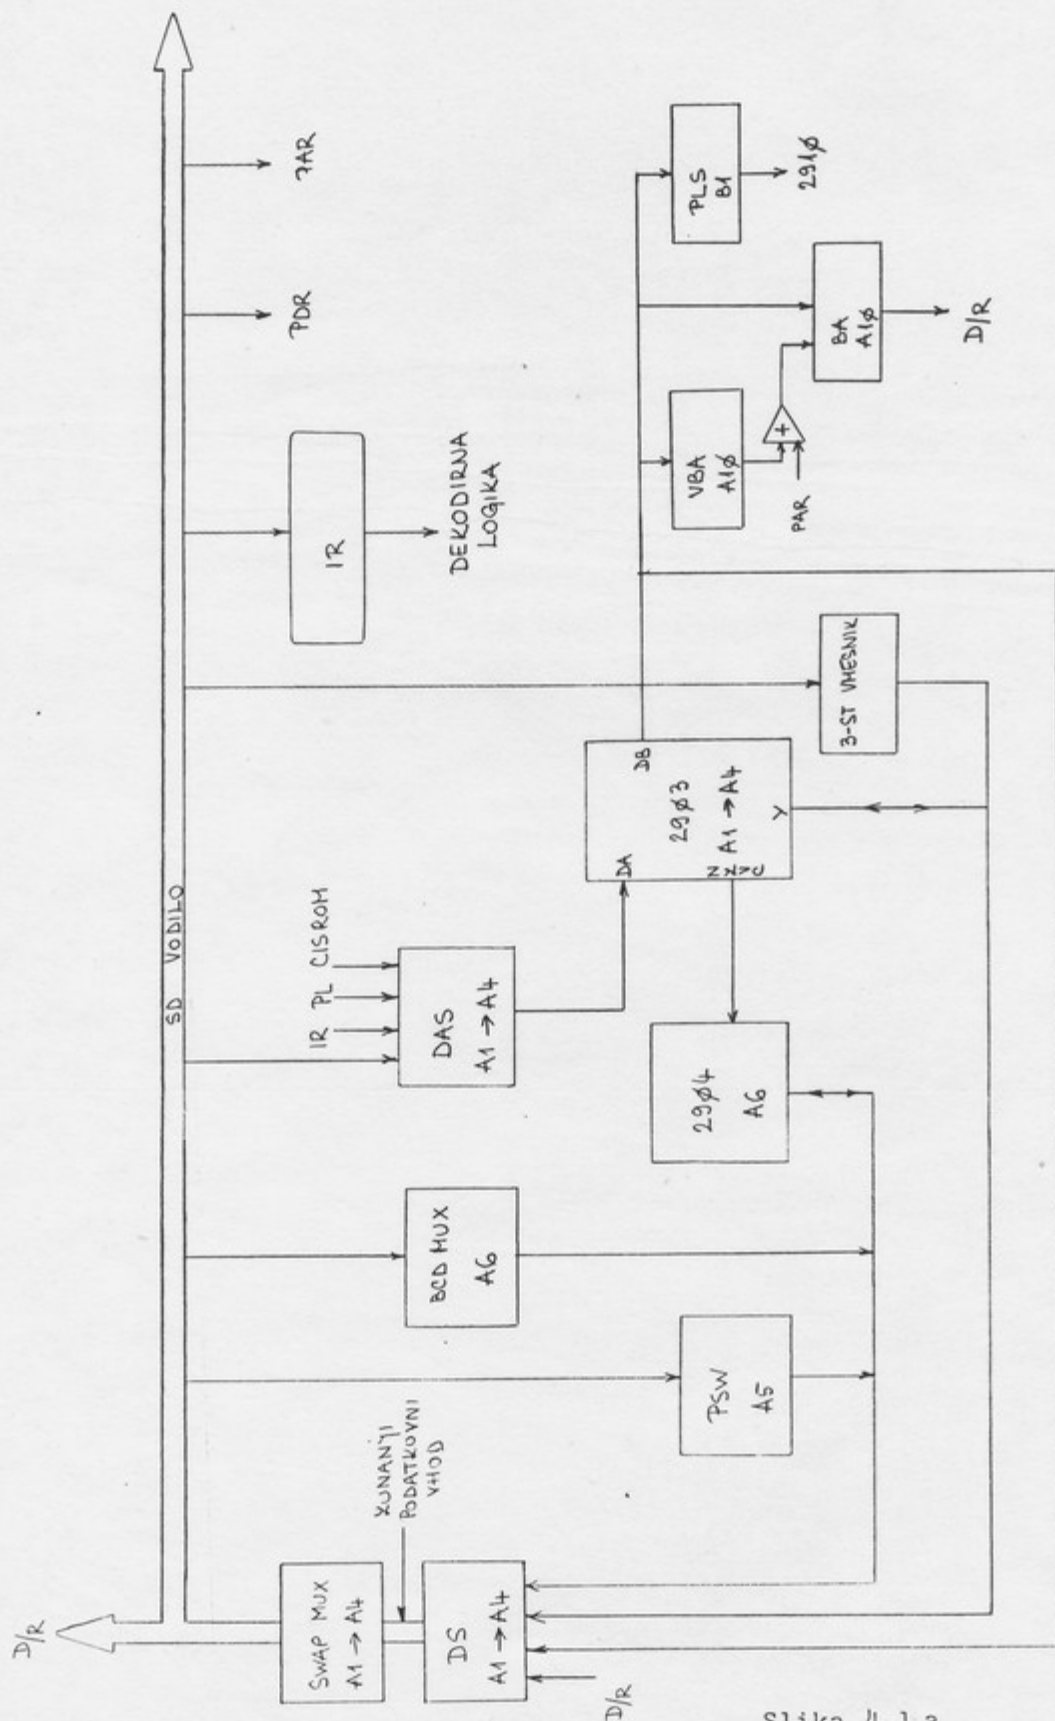 D/R
SD VODILO
SWAP MUX
A1 → A4
ZUNANJI
PODATKOVNI
VHOD
DS
A1 → A4
D/R
PSW
A5
BCD MUX
A6
29Ø4
A6
IR
PL
CISROM
DAS
A1 → A4
DA
DB
29Ø3
A1 → A4
N
Z
V
C
Y
3-ST VMESNIK
IR
DEKODIRNA
LOGIKA
PDR
PAR
VBA
A1Ø
+
PAR
BA
A1Ø
D/R
PLS
B1
291Ø